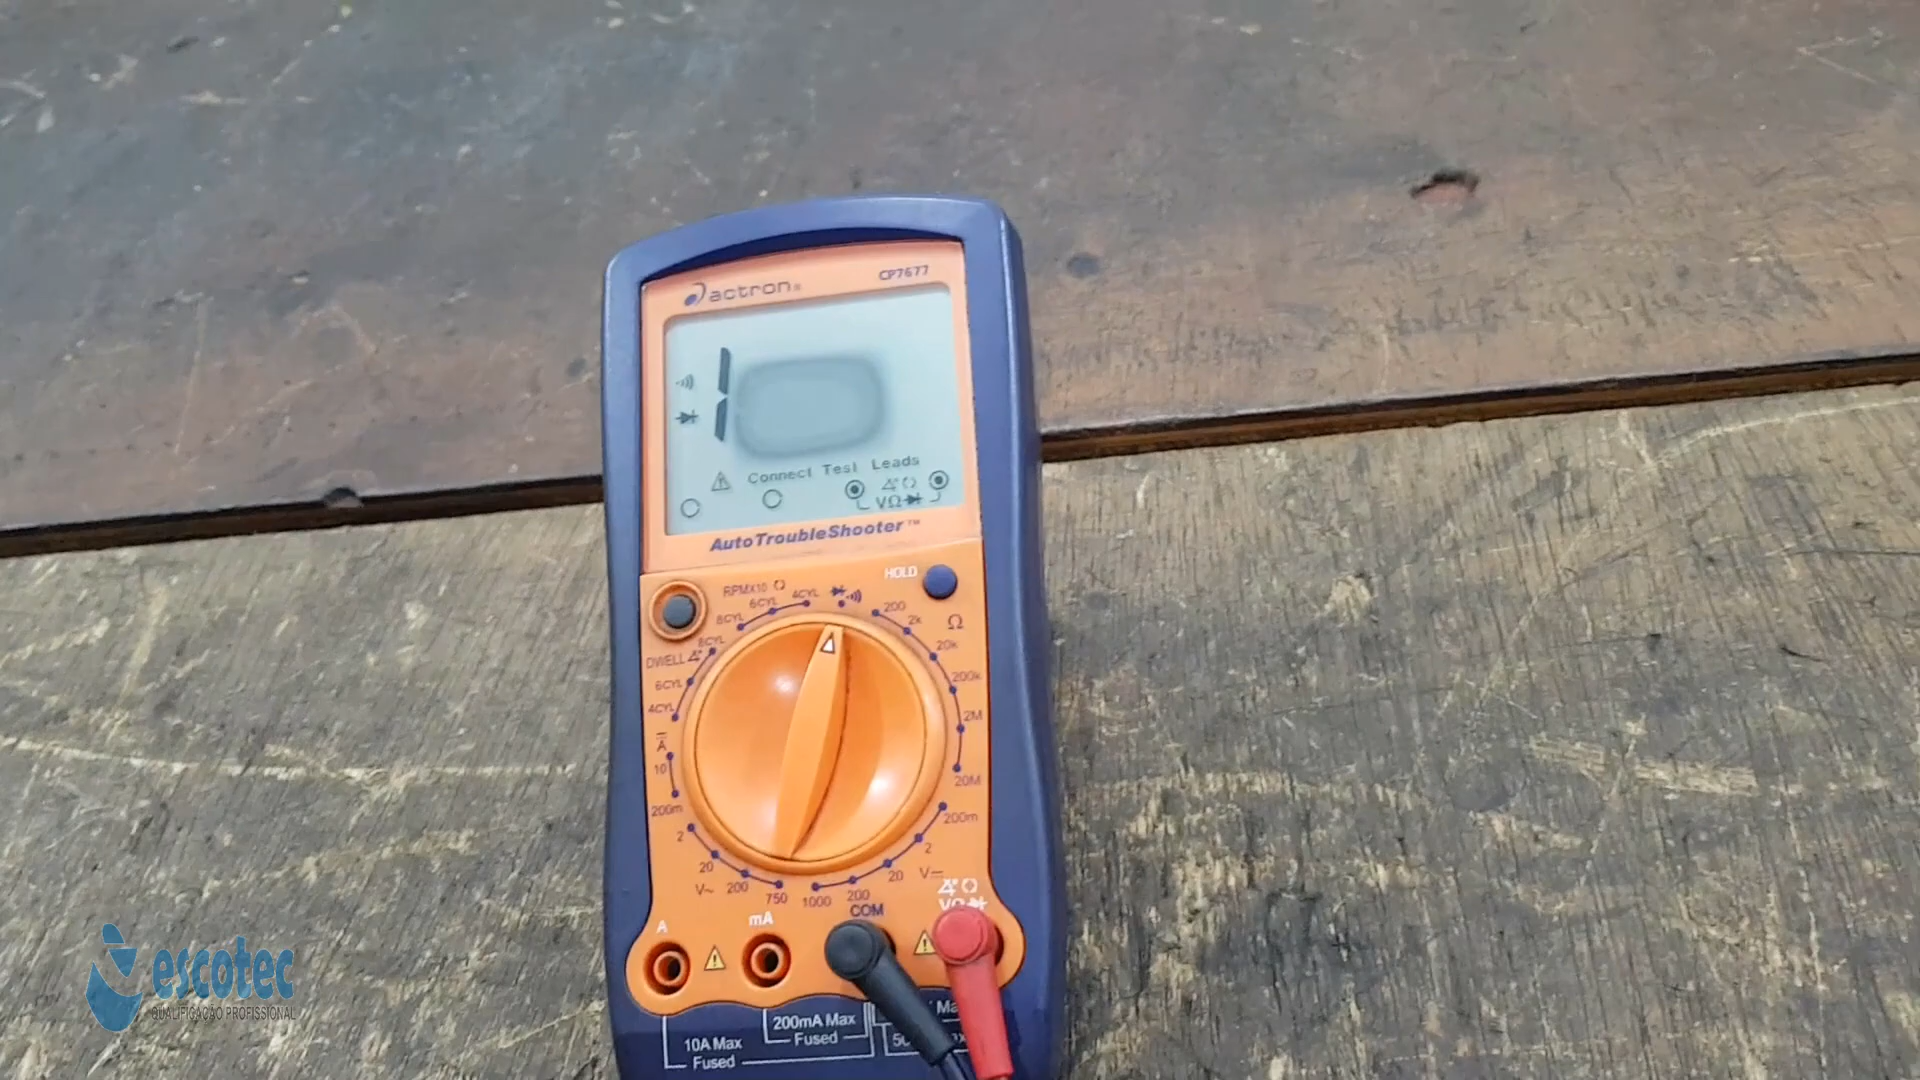 actron
CP7677
1
Connect Test Leads
VΩ
AutoTroubleShooter™
HOLD
RPMX10
4CYL
6CYL
8CYL
200
2k
Ω
20k
200k
2M
20M
8CYL
DWELL
6CYL
4CYL
A
10
200m
2
20
V~
200
750
1000
200
20
V
2
200m
COM
A
mA
VΩ
200mA Max
Fused
10A Max
Fused
escotec
QUALIFICAÇÃO PROFISSIONAL